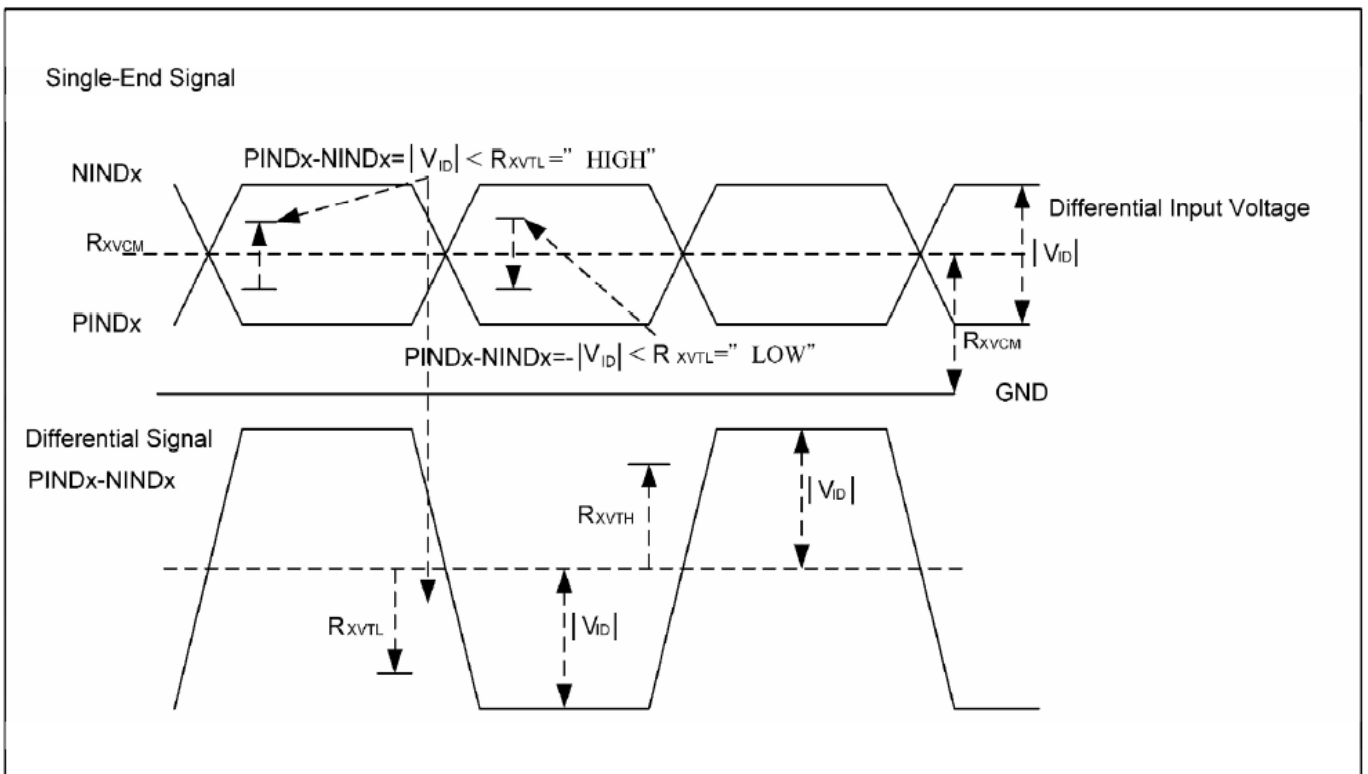 Single-End Signal
PINDx-NINDx=|VID| < RXVTL=” HIGH”
NINDx
Differential Input Voltage
RXVCM
|VID|
PINDx
RXVCM
PINDx-NINDx=-|VID| < R XVTL=” LOW”
GND
Differential Signal
PINDx-NINDx
|VID|
RXVTH
RXVTL
|VID|